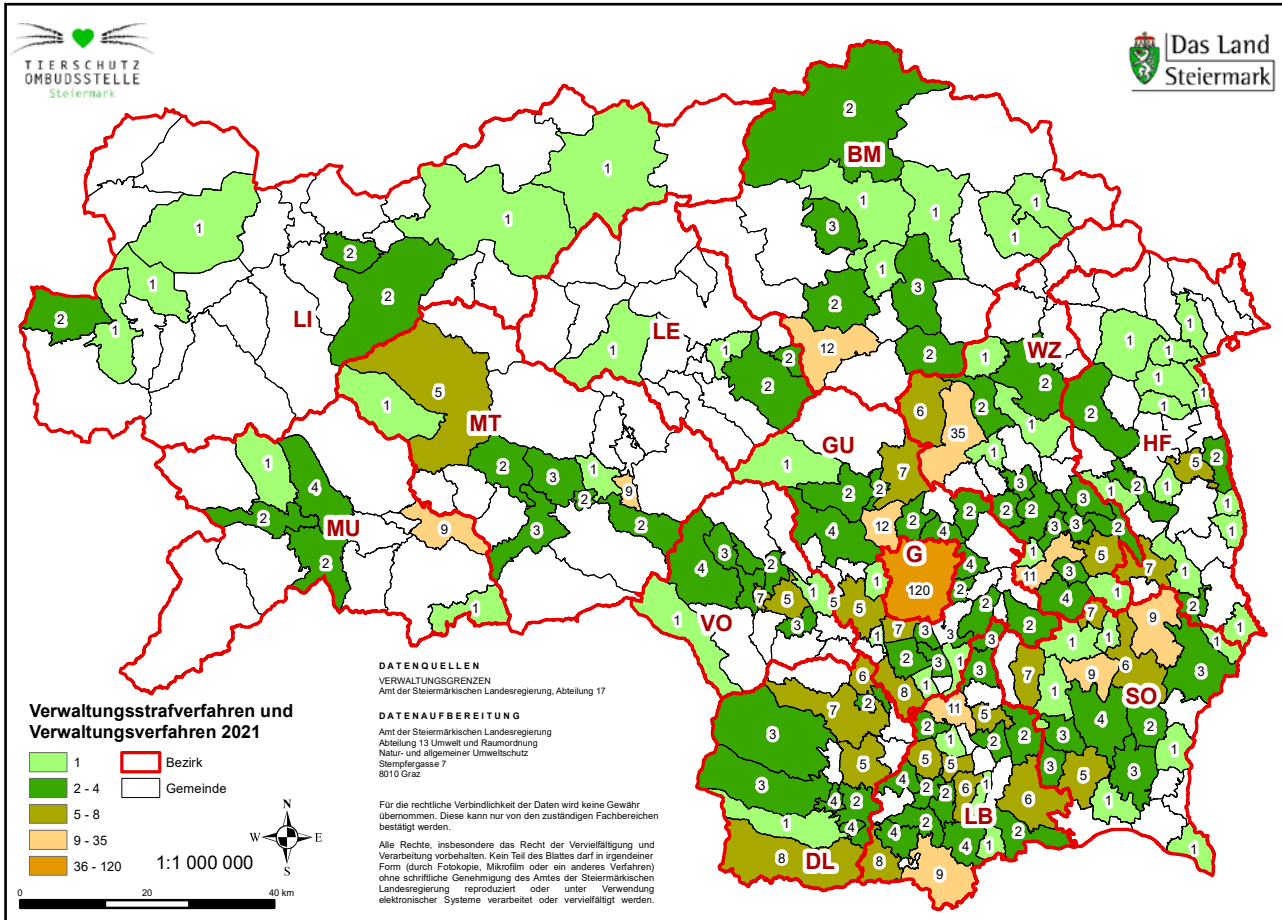 TIERSCHUTZ
OMBUDSSTELLE
Steiermark
Das Land
Steiermark
BM
LI
LE
WZ
MT
GU
HF
MU
G
VO
SO
LB
DL
120
35
12
12
11
11
DATENQUELLEN
VERWALTUNGSGRENZEN
Amt der Steiermärkischen Landesregierung, Abteilung 17
DATENAUFBEREITUNG
Amt der Steiermärkischen Landesregierung
Abteilung 13 Umwelt und Raumordnung
Natur- und allgemeiner Umweltschutz
Stempfergasse 7
8010 Graz
Für die rechtliche Verbindlichkeit der Daten wird keine Gewähr
übernommen. Diese kann nur von den zuständigen Fachbereichen
bestätigt werden.
Alle Rechte, insbesondere das Recht der Vervielfältigung und
Verarbeitung vorbehalten. Kein Teil des Blattes darf in irgendeiner
Form (durch Fotokopie, Mikrofilm oder ein anderes Verfahren)
ohne schriftliche Genehmigung des Amtes der Steiermärkischen
Landesregierung reproduziert oder unter Verwendung
elektronischer Systeme verarbeitet oder vervielfältigt werden.
Verwaltungsstrafverfahren und
Verwaltungsverfahren 2021
1 Bezirk
2 - 4 Gemeinde
5 - 8
9 - 35
36 - 120
1:1 000 000
N
W E
S
0 20 40 km